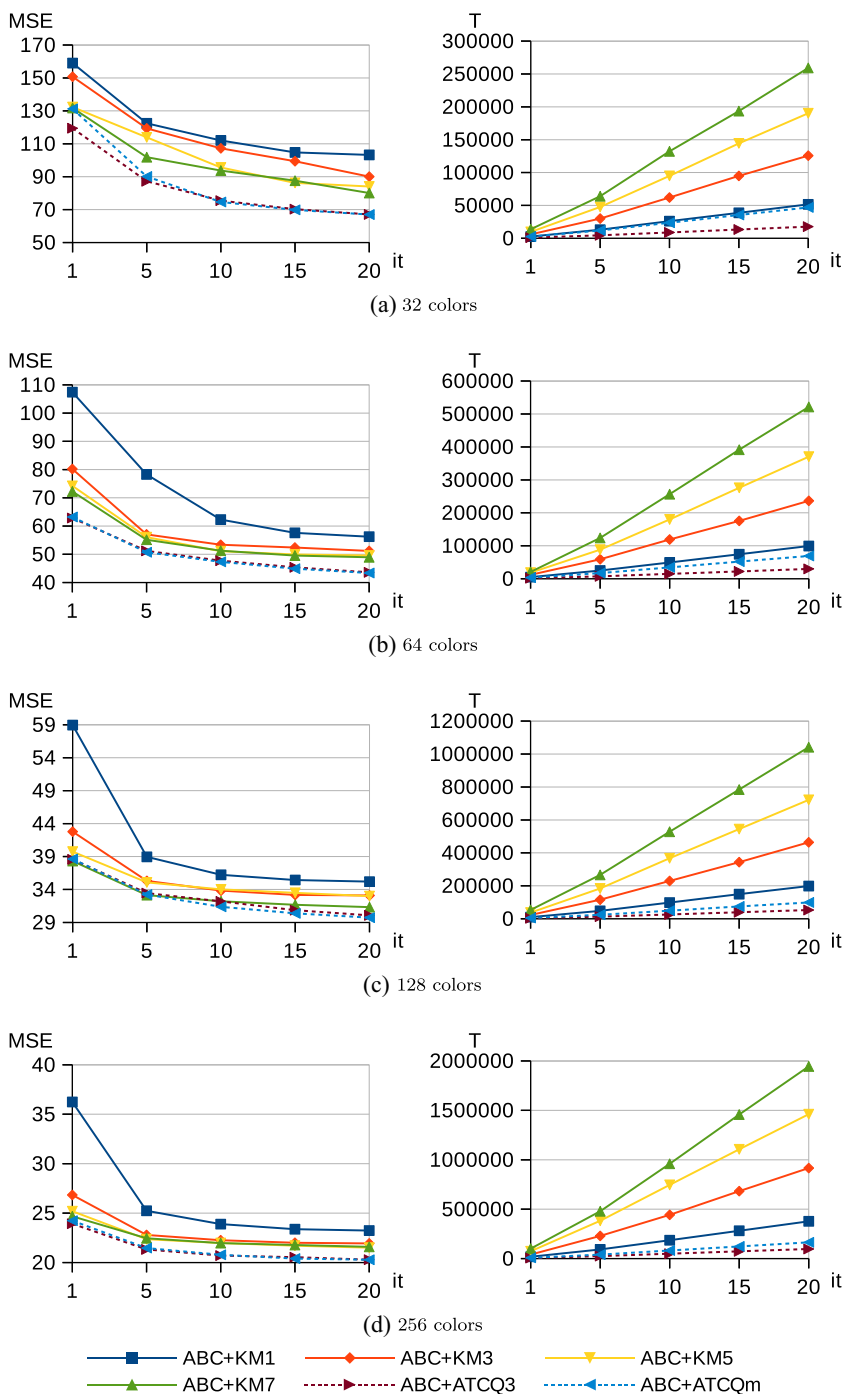 MSE
170
150
130
110
90
70
50
1 5 10 15 20 it
T
300000
250000
200000
150000
100000
50000
0
1 5 10 15 20 it
(a) 32 colors
MSE
110
100
90
80
70
60
50
40
1 5 10 15 20 it
T
600000
500000
400000
300000
200000
100000
0
1 5 10 15 20 it
(b) 64 colors
MSE
59
54
49
44
39
34
29
1 5 10 15 20 it
T
1200000
1000000
800000
600000
400000
200000
0
1 5 10 15 20 it
(c) 128 colors
MSE
40
35
30
25
20
1 5 10 15 20 it
T
2000000
1500000
1000000
500000
0
1 5 10 15 20 it
(d) 256 colors
ABC+KM1 ABC+KM3 ABC+KM5
ABC+KM7 ABC+ATCQ3 ABC+ATCQm